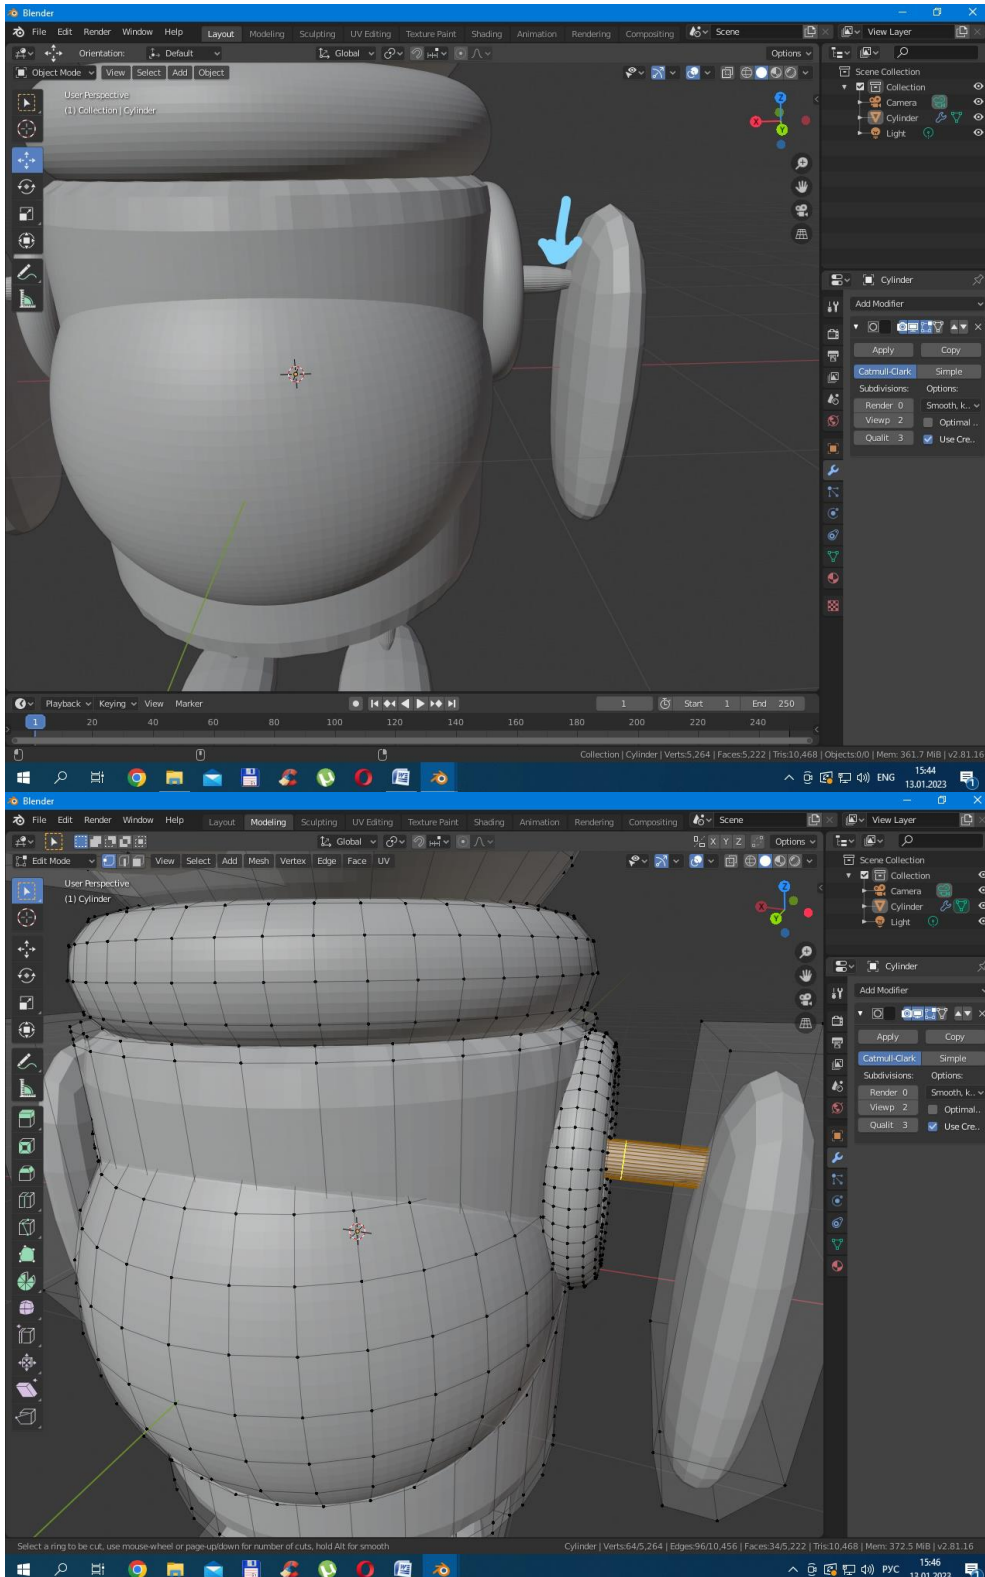 Blender
File Edit Render Window Help Layout Modeling Sculpting UV Editing Texture Paint Shading Animation Rendering Compositing Scene View Layer
Orientation: Default Global Options
Object Mode View Select Add Object
User Perspective
(1) Collection | Cylinder
Scene Collection
Collection
Camera
Cylinder
Light
X
Y
Z
Cylinder
Add Modifier
Apply Copy
Catmull-Clark Simple
Subdivisions: Options:
Render 0 Smooth, k..
Viewp 2 Optimal ..
Qualit 3 Use Cre..
Playback Keying View Marker 1 Start 1 End 250
1 20 40 60 80 100 120 140 160 180 200 220 240
Collection | Cylinder | Verts:5,264 | Faces:5,222 | Tris:10,468 | Objects:0/0 | Mem: 361.7 MiB | v2.81.16
ENG 15:44
13.01.2023
1
Blender
File Edit Render Window Help Layout Modeling Sculpting UV Editing Texture Paint Shading Animation Rendering Compositing Scene View Layer
Global X Y Z Options
Edit Mode View Select Add Mesh Vertex Edge Face UV
User Perspective
(1) Cylinder
Scene Collection
Collection
Camera
Cylinder
Light
X
Z
Cylinder
Add Modifier
Apply Copy
Catmull-Clark Simple
Subdivisions: Options:
Render 0 Smooth, k..
Viewp 2 Optimal..
Qualit 3 Use Cre..
Select a ring to be cut, use mouse-wheel or page-up/down for number of cuts, hold Alt for smooth Cylinder | Verts:64/5,264 | Edges:96/10,456 | Faces:34/5,222 | Tris:10,468 | Mem: 372.5 MiB | v2.81.16
РУС 15:46
13.01.2023